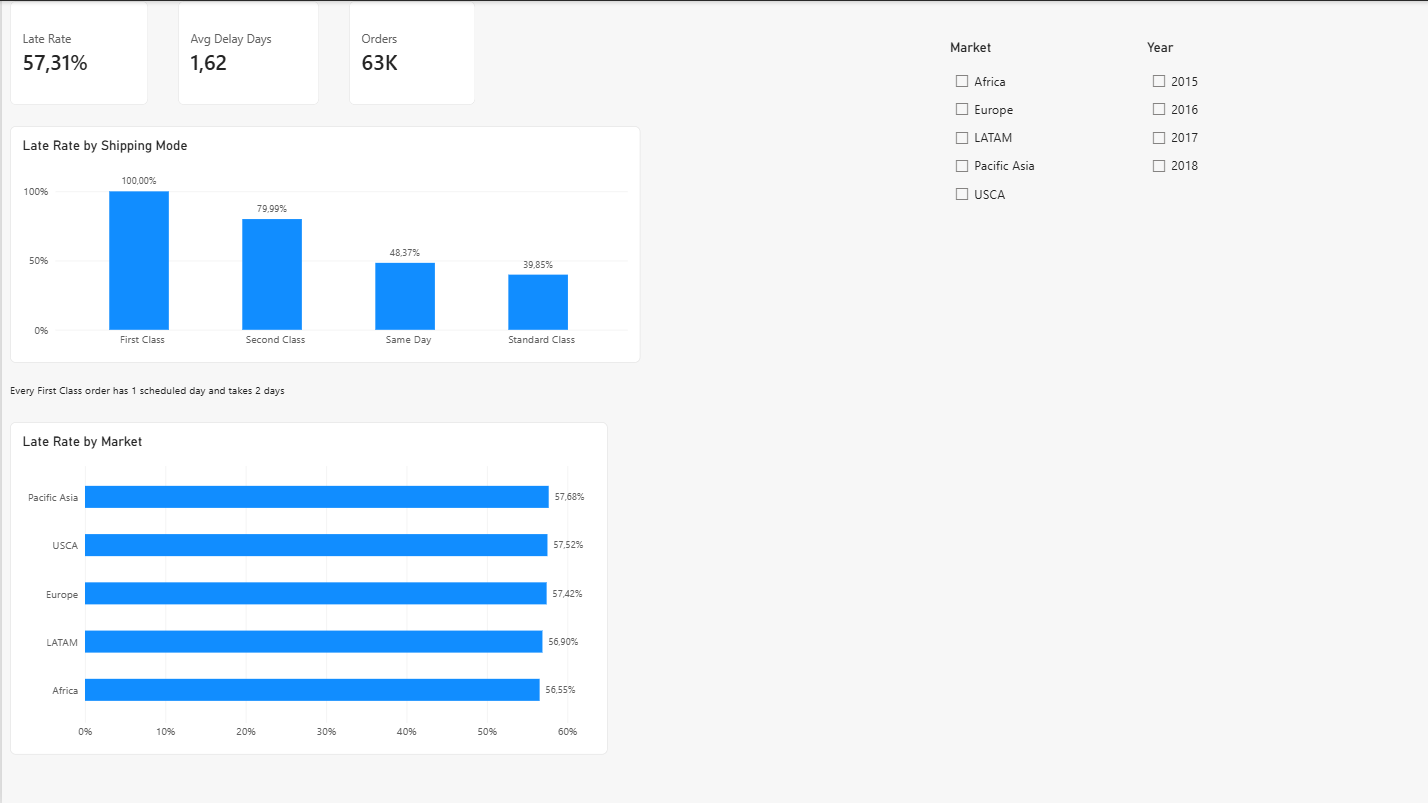 Late Rate
57,31%
Avg Delay Days
1,62
Orders
63K
Market
Africa
Europe
LATAM
Pacific Asia
USCA
Year
2015
2016
2017
2018
Late Rate by Shipping Mode
100%
50%
0%
100,00%
79,99%
48,37%
39,85%
First Class
Second Class
Same Day
Standard Class
Every First Class order has 1 scheduled day and takes 2 days
Late Rate by Market
Pacific Asia 57,68%
USCA 57,52%
Europe 57,42%
LATAM 56,90%
Africa 56,55%
0% 10% 20% 30% 40% 50% 60%